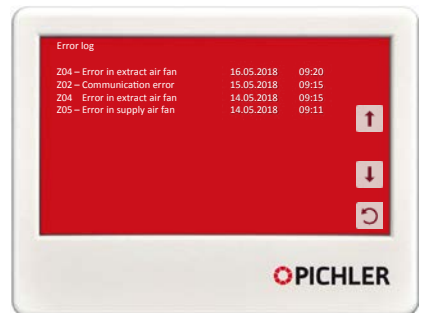 Error log
Z04 – Error in extract air fan 16.05.2018 09:20
Z02 – Communication error 15.05.2018 09:15
Z04 Error in extract air fan 14.05.2018 09:15
Z05 – Error in supply air fan 14.05.2018 09:11
PICHLER